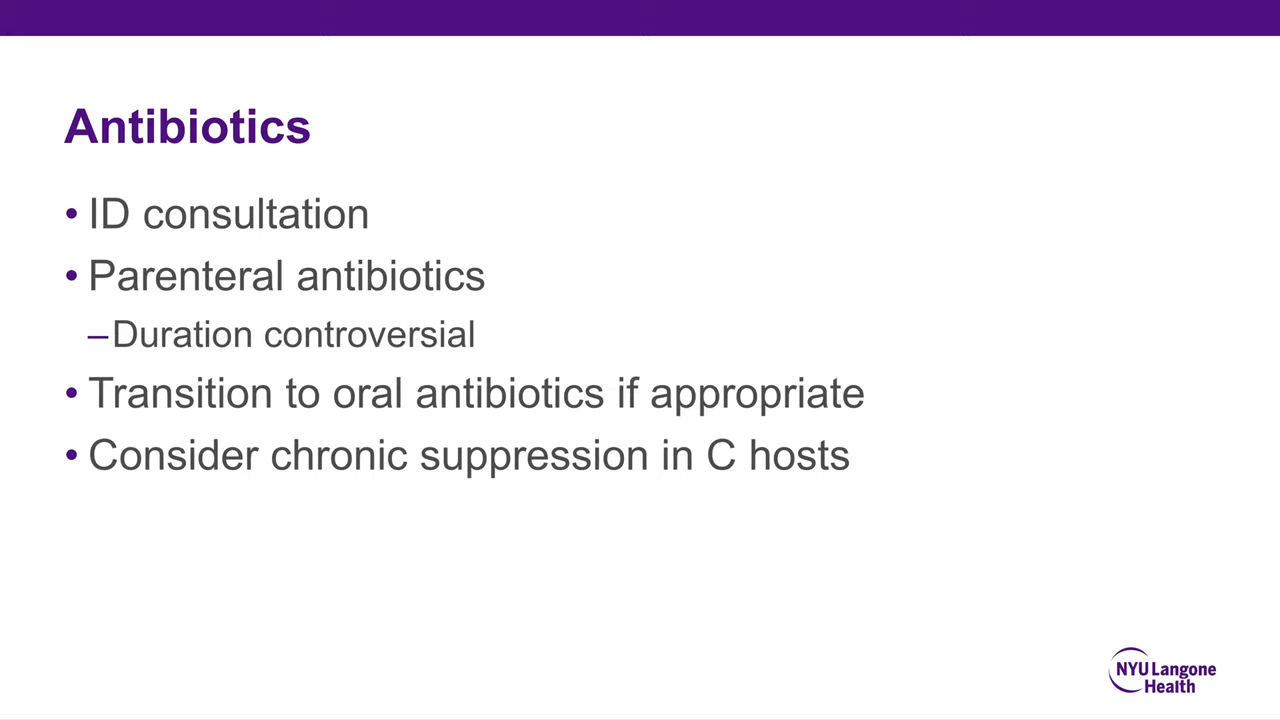 Antibiotics
• ID consultation
• Parenteral antibiotics
–Duration controversial
• Transition to oral antibiotics if appropriate
• Consider chronic suppression in C hosts
NYU Langone
Health